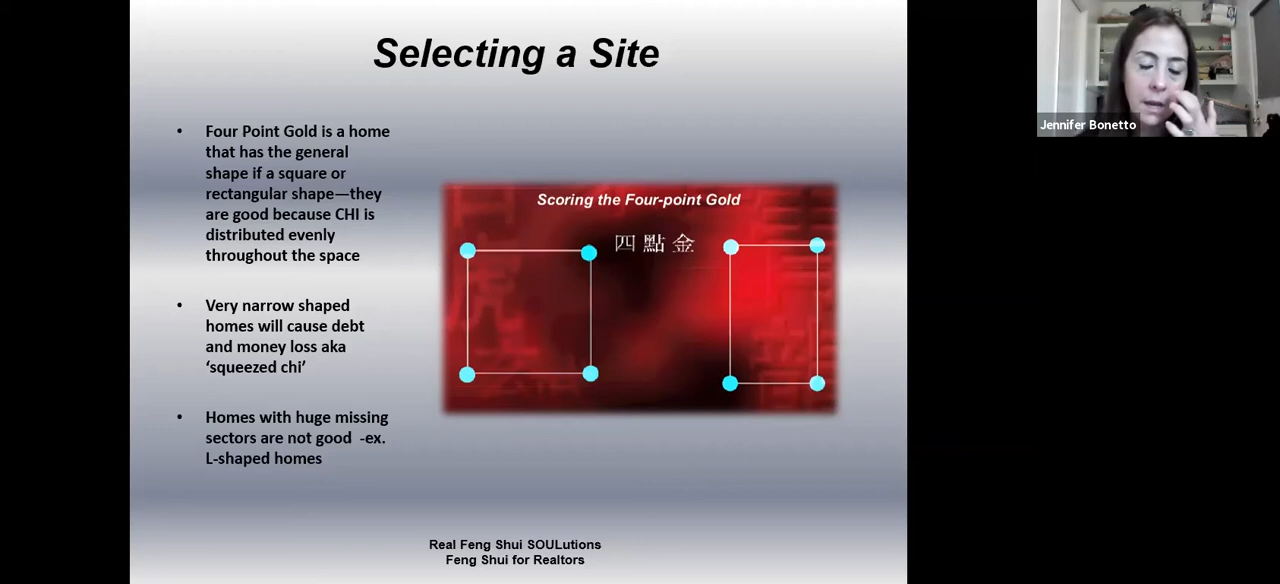 Selecting a Site
• Four Point Gold is a home
that has the general
shape if a square or
rectangular shape—they
are good because CHI is
distributed evenly
throughout the space
• Very narrow shaped
homes will cause debt
and money loss aka
‘squeezed chi’
• Homes with huge missing
sectors are not good -ex.
L-shaped homes
Scoring the Four-point Gold
四 點 金
Real Feng Shui SOULutions
Feng Shui for Realtors
Jennifer Bonetto